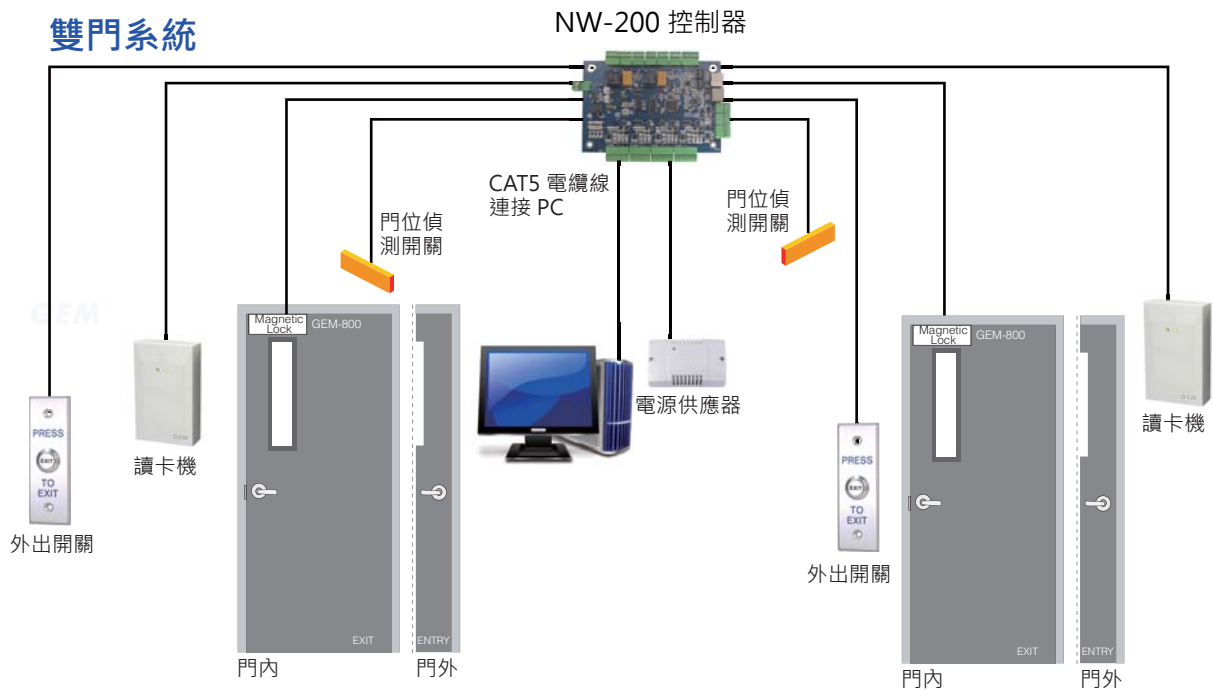 雙門系統
NW-200 控制器
CAT5 電纜線
連接 PC
門位偵
測開關
門位偵
測開關
GEM
Magnetic
Lock
GEM-800
Magnetic
Lock
GEM-800
PRESS
EXIT
TO
EXIT
外出開關
GEM
讀卡機
電源供應器
PRESS
EXIT
TO
EXIT
外出開關
GEM
讀卡機
EXIT
ENTRY
門內
門外
EXIT
ENTRY
門內
門外